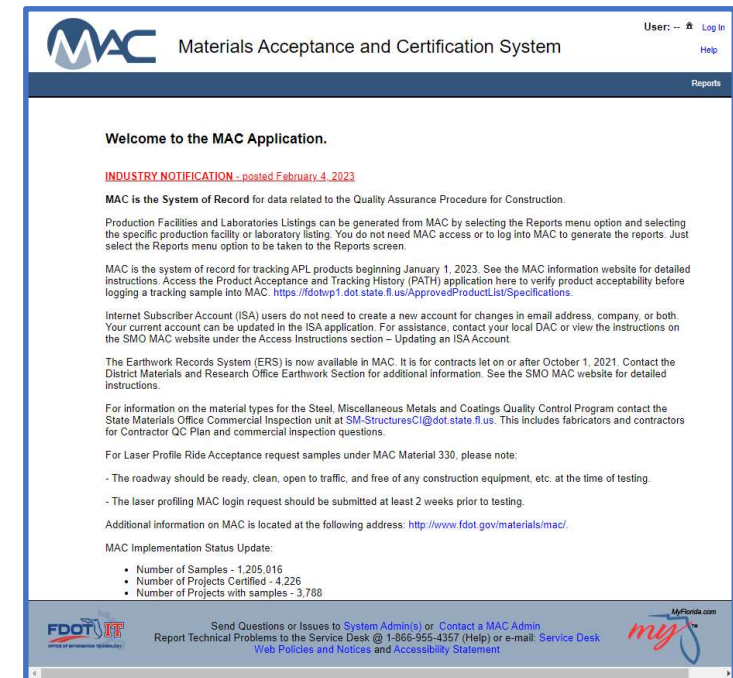 MAC
Materials Acceptance and Certification System
User: -- Log In
Help
Reports
Welcome to the MAC Application.
INDUSTRY NOTIFICATION - posted February 4, 2023
MAC is the System of Record for data related to the Quality Assurance Procedure for Construction.
Production Facilities and Laboratories Listings can be generated from MAC by selecting the Reports menu option and selecting
the specific production facility or laboratory listing. You do not need MAC access or to log into MAC to generate the reports. Just
select the Reports menu option to be taken to the Reports screen.
MAC is the system of record for tracking APL products beginning January 1, 2023. See the MAC information website for detailed
instructions. Access the Product Acceptance and Tracking History (PATH) application here to verify product acceptability before
logging a tracking sample into MAC. https://fdotwp1.dot.state.fl.us/ApprovedProductList/Specifications.
Internet Subscriber Account (ISA) users do not need to create a new account for changes in email address, company, or both.
Your current account can be updated in the ISA application. For assistance, contact your local DAC or view the instructions on
the SMO MAC website under the Access Instructions section – Updating an ISA Account.
The Earthwork Records System (ERS) is now available in MAC. It is for contracts let on or after October 1, 2021. Contact the
District Materials and Research Office Earthwork Section for additional information. See the SMO MAC website for detailed
instructions.
For information on the material types for the Steel, Miscellaneous Metals and Coatings Quality Control Program contact the
State Materials Office Commercial Inspection unit at SM-StructuresCI@dot.state.fl.us. This includes fabricators and contractors
for Contractor QC Plan and commercial inspection questions.
For Laser Profile Ride Acceptance request samples under MAC Material 330, please note:
- The roadway should be ready, clean, open to traffic, and free of any construction equipment, etc. at the time of testing.
- The laser profiling MAC login request should be submitted at least 2 weeks prior to testing.
Additional information on MAC is located at the following address: http://www.fdot.gov/materials/mac/.
MAC Implementation Status Update:
• Number of Samples - 1,205,016
• Number of Projects Certified - 4,226
• Number of Projects with samples - 3,788
FDOT IT
OFFICE OF INFORMATION TECHNOLOGY
Send Questions or Issues to System Admin(s) or Contact a MAC Admin
Report Technical Problems to the Service Desk @ 1-866-955-4357 (Help) or e-mail: Service Desk
Web Policies and Notices and Accessibility Statement
MyFlorida.com
my